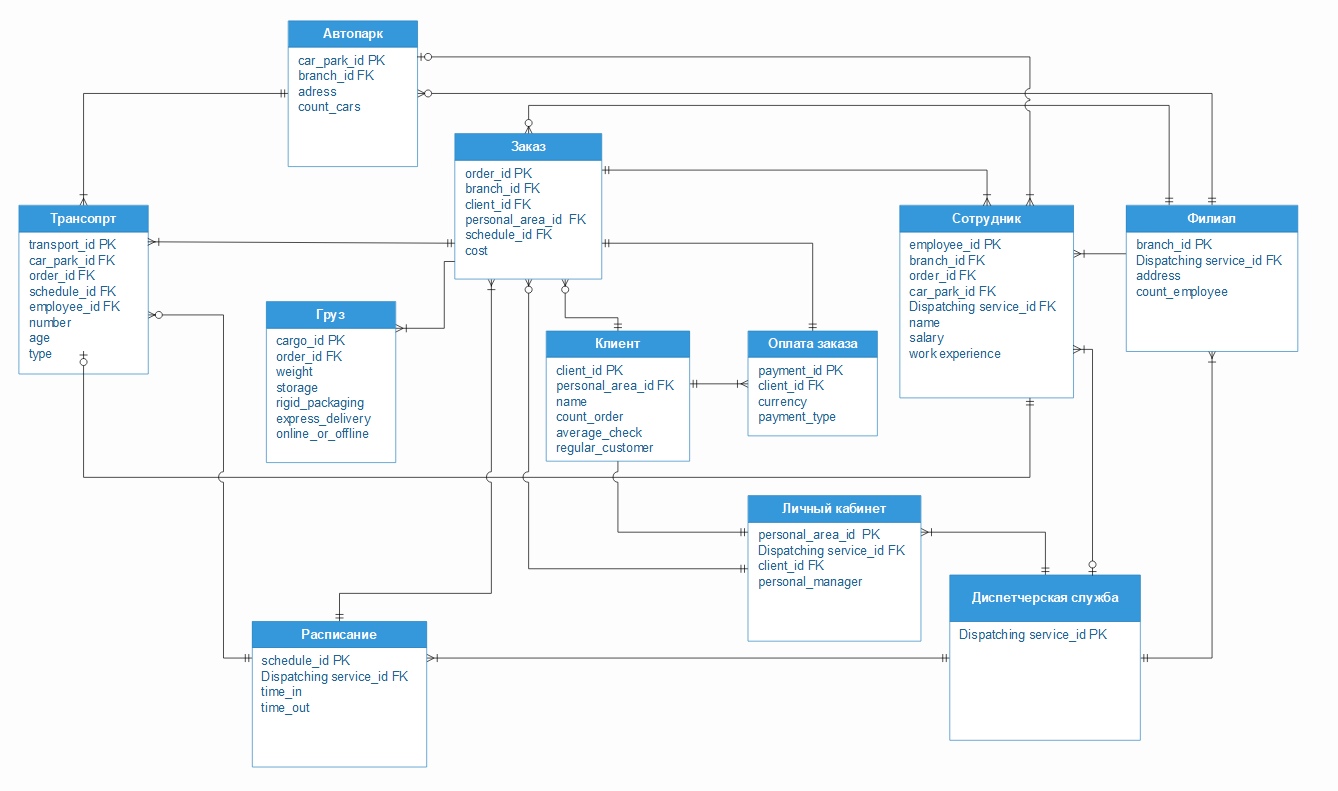 Автопарк
car_park_id PK
branch_id FK
adress
count_cars
Заказ
order_id PK
branch_id FK
client_id FK
personal_area_id  FK
schedule_id FK
cost
Трансопрт
transport_id PK
car_park_id FK
order_id FK
schedule_id FK
employee_id FK
number
age
type
Сотрудник
employee_id PK
branch_id FK
order_id FK
car_park_id FK
Dispatching service_id FK
name
salary
work experience
Филиал
branch_id PK
Dispatching service_id FK
address
count_employee
Груз
cargo_id PK
order_id FK
weight
storage
rigid_packaging
express_delivery
online_or_offline
Клиент
client_id PK
personal_area_id FK
name
count_order
average_check
regular_customer
Оплата заказа
payment_id PK
client_id FK
currency
payment_type
Личный кабинет
personal_area_id  PK
Dispatching service_id FK
client_id FK
personal_manager
Диспетчерская служба
Dispatching service_id PK
Расписание
schedule_id PK
Dispatching service_id FK
time_in
time_out